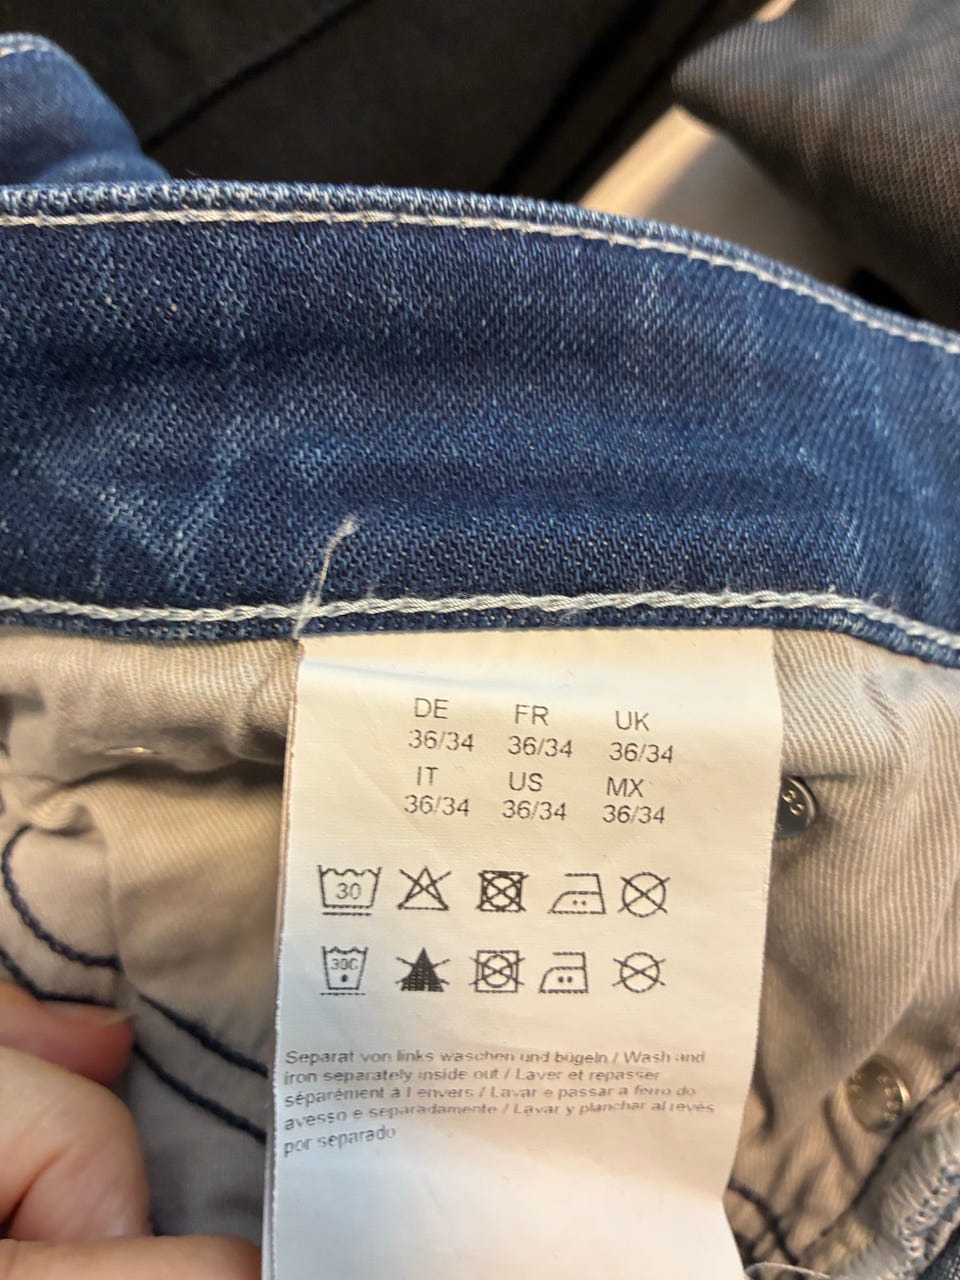 DE FR UK
36/34 36/34 36/34
IT US MX
36/34 36/34 36/34
30
30C
Separat von links waschen und bügeln / Wash and
iron separately inside out / Laver et repasser
séparément à l envers / Lavar e passar a ferro do
avesso e separadamente / Lavar y planchar al revés
por separado